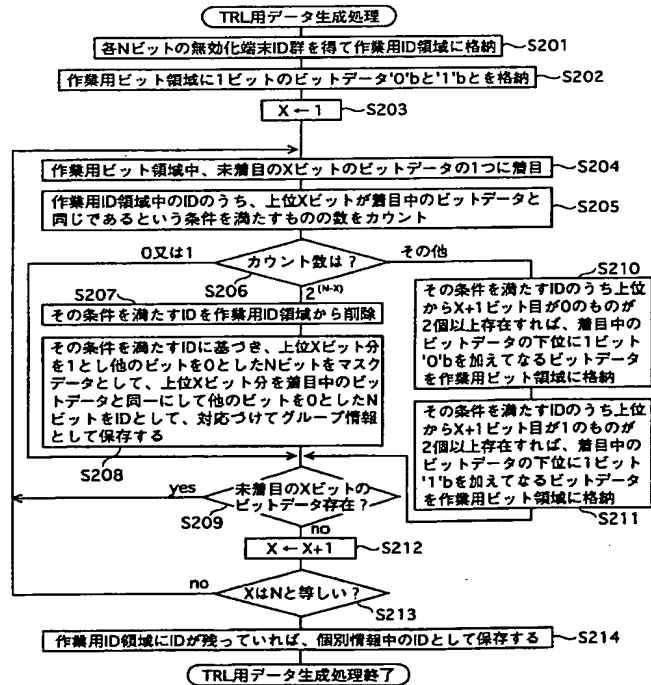 TRL用データ生成処理
各Nビットの無効化端末ID群を得て作業用ID領域に格納
S201
作業用ビット領域に1ビットのビットデータ'0'bと'1'bとを格納
S202
X ← 1
S203
作業用ビット領域中、未着目のXビットのビットデータの1つに着目
S204
作業用ID領域中のIDのうち、上位Xビットが着目中のビットデータと
同じであるという条件を満たすものの数をカウント
S205
0又は1
カウント数は？
その他
S206
2^(N-X)
S207
その条件を満たすIDを作業用ID領域から削除
その条件を満たすIDに基づき、上位Xビット分
を1とし他のビットを0としたNビットをマスク
データとして、上位Xビット分を着目中のビッ
トデータと同一にして他のビットを0としたN
ビットをIDとして、対応づけてグループ情報
として保存する
S208
S210
その条件を満たすIDのうち上位
からX+1ビット目が0のものが
2個以上存在すれば、着目中の
ビットデータの下位に1ビット
'0'bを加えてなるビットデータ
を作業用ビット領域に格納
その条件を満たすIDのうち上位
からX+1ビット目が1のものが
2個以上存在すれば、着目中の
ビットデータの下位に1ビット
'1'bを加えてなるビットデータ
を作業用ビット領域に格納
S211
yes
未着目のXビットの
ビットデータ存在？
S209
no
X ← X+1
S212
no
XはNと等しい？
S213
作業用ID領域にIDが残っていれば、個別情報中のIDとして保存する
S214
TRL用データ生成処理終了